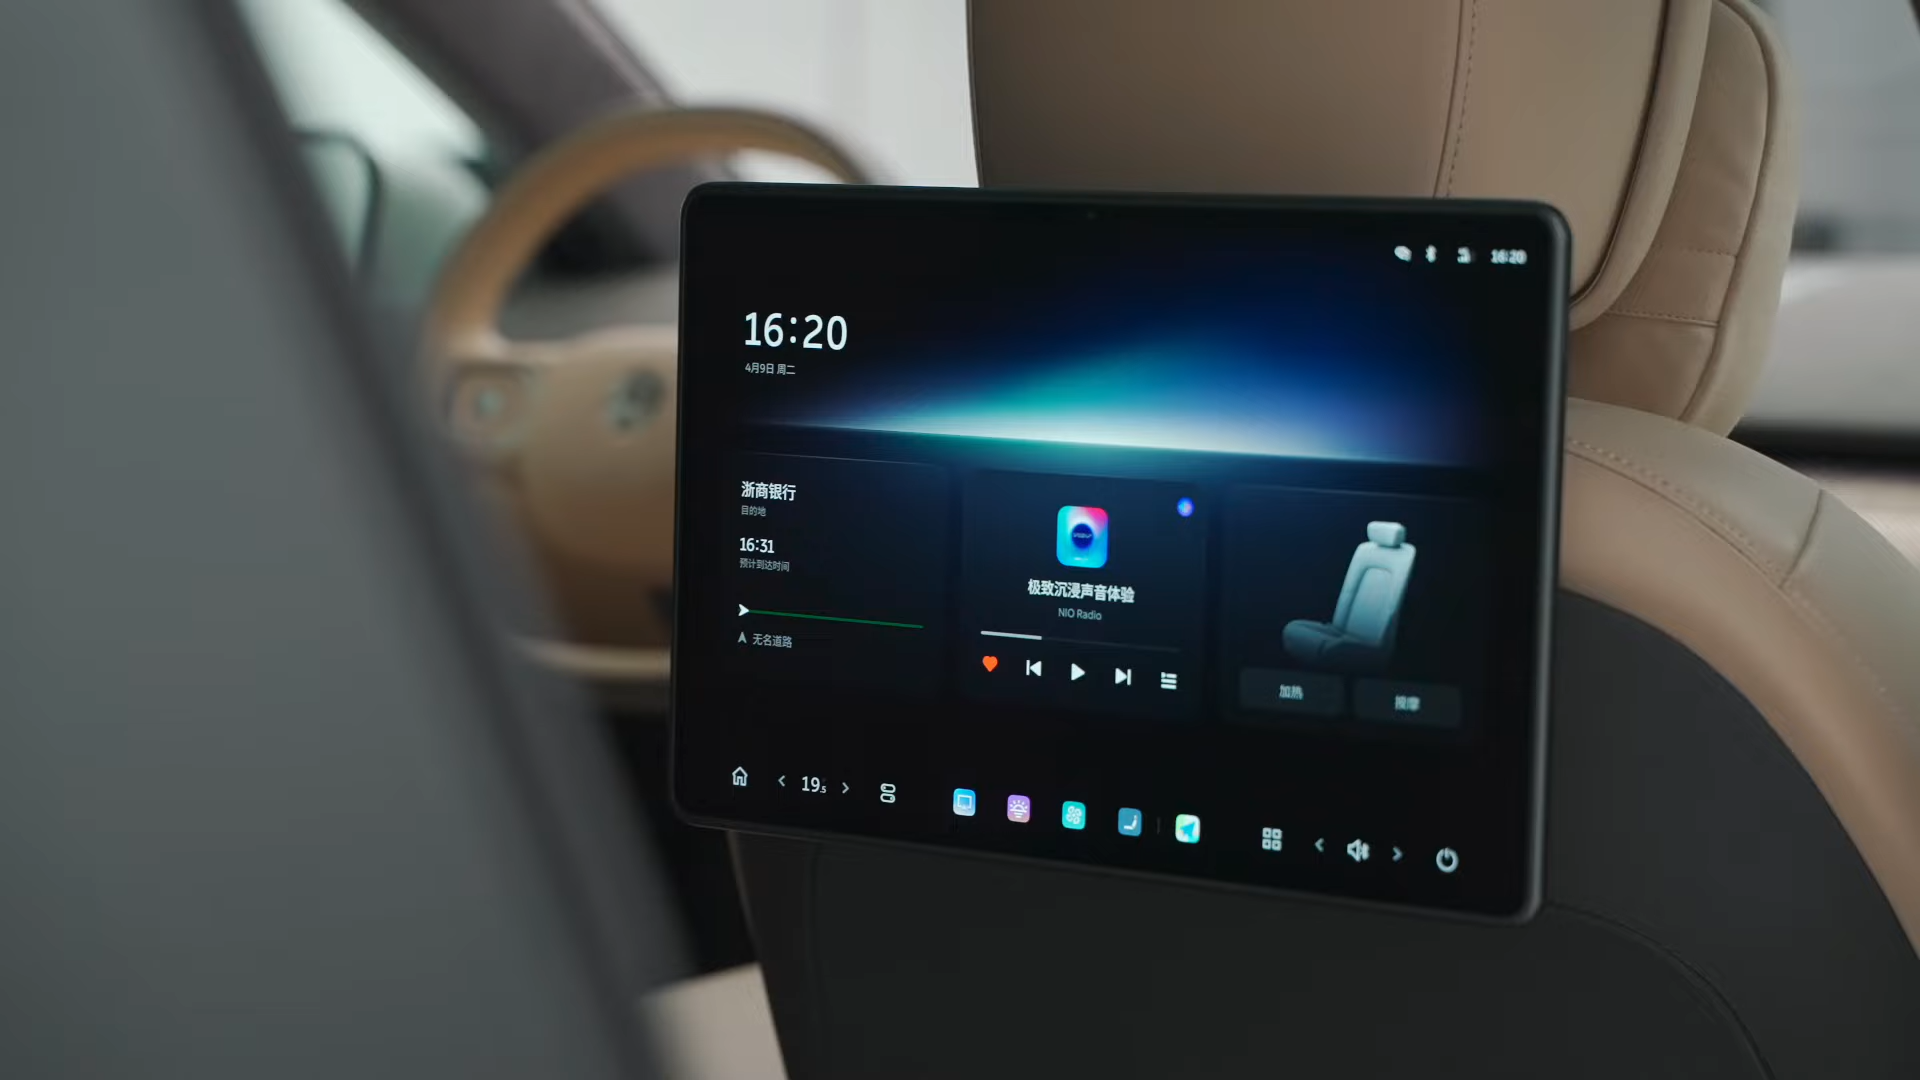 16:20
16:20
4月9日 周二
浙商银行
目的地
16:31
预计到达时间
无名道路
极致沉浸声音体验
NIO Radio
加热
按摩
19.5